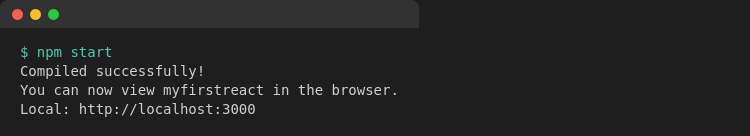 $ npm start
Compiled successfully!
You can now view myfirstreact in the browser.
Local: http://localhost:3000